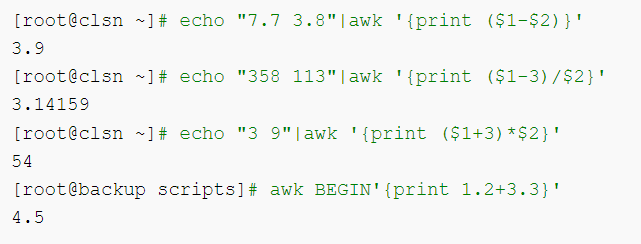 [root@clsn ~]# echo "7.7 3.8"|awk '{print ($1-$2)}'
3.9
[root@clsn ~]# echo "358 113"|awk '{print ($1-3)/$2}'
3.14159
[root@clsn ~]# echo "3 9"|awk '{print ($1+3)*$2}'
54
[root@backup scripts]# awk BEGIN'{print 1.2+3.3}'
4.5